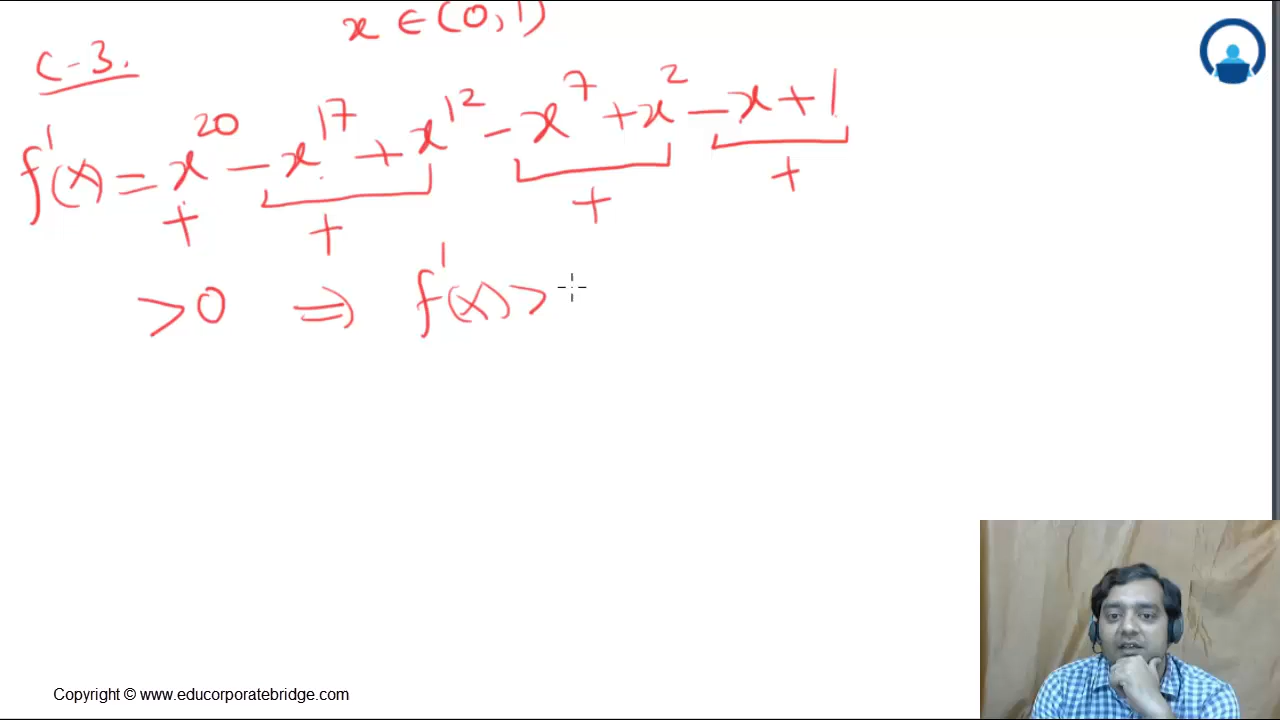 x ∈ (0,1)
C-3.
f'(x) = x^20 - x^17 + x^12 - x^7 + x^2 - x + 1
+ + + +
>0 ⇒ f'(x) >
Copyright © www.educorporatebridge.com